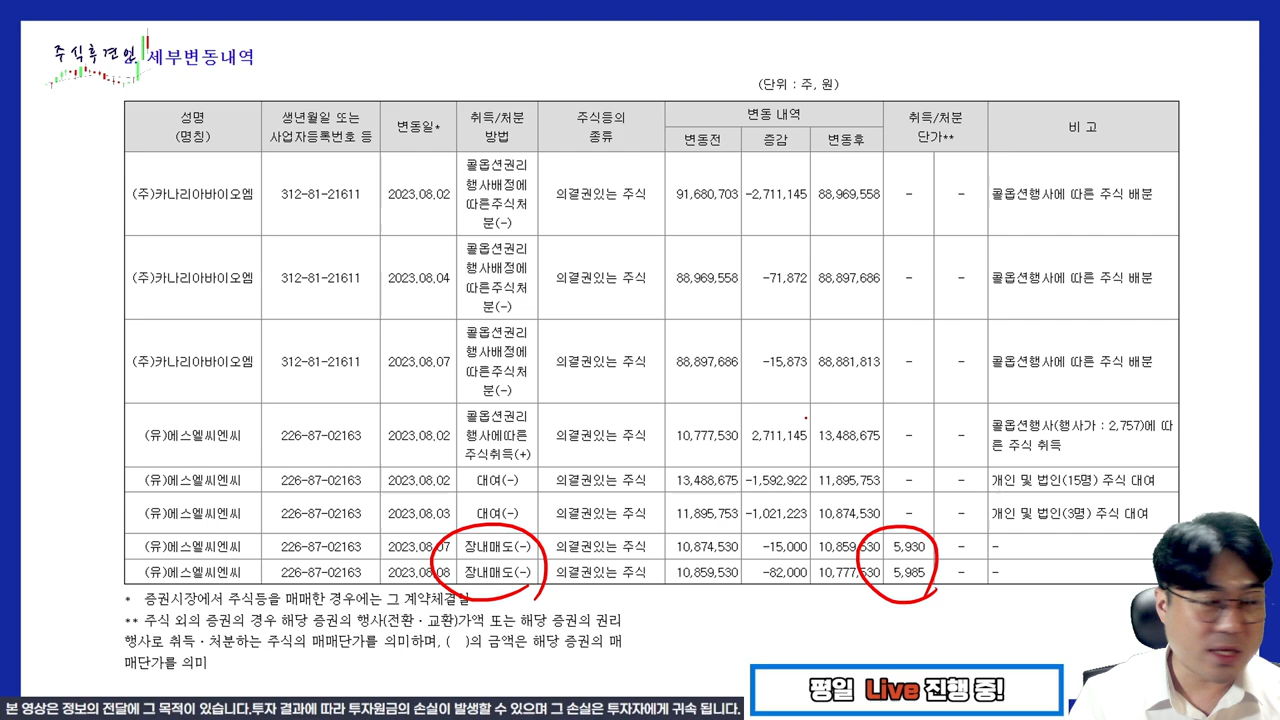 주식후견인 세부변동내역
(단위 : 주, 원)
성명 (명칭) 생년월일 또는 사업자등록번호 등 변동일* 취득/처분 방법 주식등의 종류 변동 내역 취득/처분 단가** 비 고
변동전 증감 변동후
(주)카나리아바이오엠 312-81-21611 2023.08.02 콜옵션권리 행사배정에 따른주식처 분(-) 의결권있는 주식 91,680,703 -2,711,145 88,969,558 - - 콜옵션행사에 따른 주식 배분
(주)카나리아바이오엠 312-81-21611 2023.08.04 콜옵션권리 행사배정에 따른주식처 분(-) 의결권있는 주식 88,969,558 -71,872 88,897,686 - - 콜옵션행사에 따른 주식 배분
(주)카나리아바이오엠 312-81-21611 2023.08.07 콜옵션권리 행사배정에 따른주식처 분(-) 의결권있는 주식 88,897,686 -15,873 88,881,813 - - 콜옵션행사에 따른 주식 배분
(유)에스엘씨엔씨 226-87-02163 2023.08.02 콜옵션권리 행사에따른 주식취득(+) 의결권있는 주식 10,777,530 2,711,145 13,488,675 - - 콜옵션행사(행사가 : 2,757)에 따 른 주식 취득
(유)에스엘씨엔씨 226-87-02163 2023.08.02 대여(-) 의결권있는 주식 13,488,675 -1,592,922 11,895,753 - - 개인 및 법인(15명) 주식 대여
(유)에스엘씨엔씨 226-87-02163 2023.08.03 대여(-) 의결권있는 주식 11,895,753 -1,021,223 10,874,530 - - 개인 및 법인(3명) 주식 대여
(유)에스엘씨엔씨 226-87-02163 2023.08.07 장내매도(-) 의결권있는 주식 10,874,530 -15,000 10,859,530 5,930 - -
(유)에스엘씨엔씨 226-87-02163 2023.08.08 장내매도(-) 의결권있는 주식 10,859,530 -82,000 10,777,530 5,985 - -
* 증권시장에서 주식등을 매매한 경우에는 그 계약체결일
** 주식 외의 증권의 경우 해당 증권의 행사(전환ㆍ교환)가액 또는 해당 증권의 권리
행사로 취득ㆍ처분하는 주식의 매매단가를 의미하며, ( )의 금액은 해당 증권의 매
매단가를 의미
평일 Live 진행 중!
본 영상은 정보의 전달에 그 목적이 있습니다.투자 결과에 따라 투자원금의 손실이 발생할 수 있으며 그 손실은 투자자에게 귀속 됩니다.